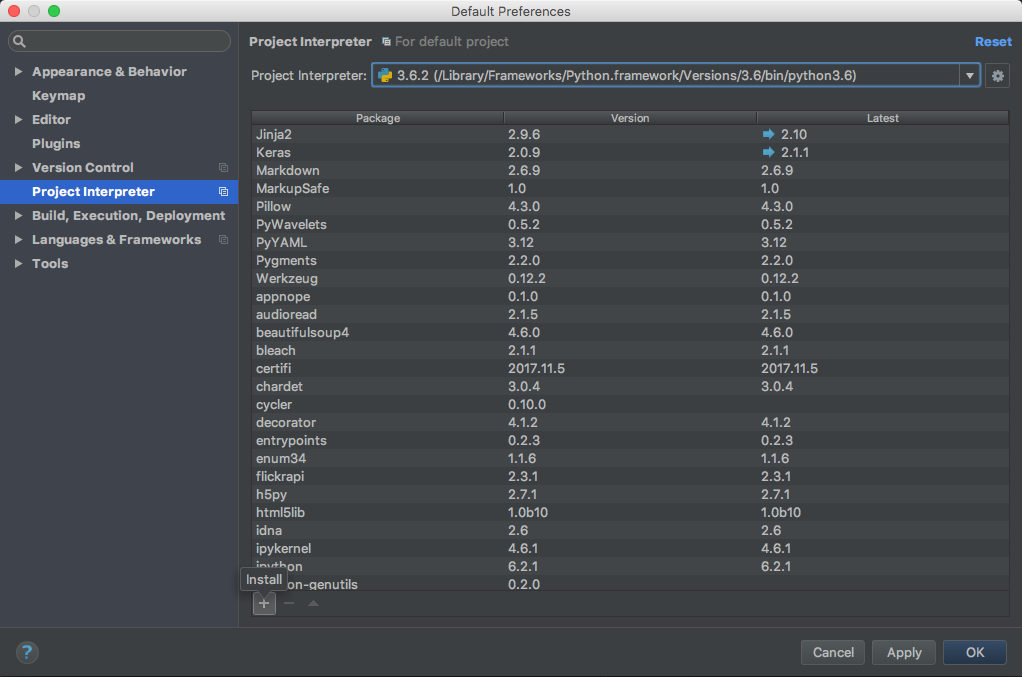 Default Preferences
Project Interpreter For default project Reset
Project Interpreter: 3.6.2 (/Library/Frameworks/Python.framework/Versions/3.6/bin/python3.6)
Appearance & Behavior
Keymap
Editor
Plugins
Version Control
Project Interpreter
Build, Execution, Deployment
Languages & Frameworks
Tools
Package Version Latest
Jinja2 2.9.6 2.10
Keras 2.0.9 2.1.1
Markdown 2.6.9 2.6.9
MarkupSafe 1.0 1.0
Pillow 4.3.0 4.3.0
PyWavelets 0.5.2 0.5.2
PyYAML 3.12 3.12
Pygments 2.2.0 2.2.0
Werkzeug 0.12.2 0.12.2
appnope 0.1.0 0.1.0
audioread 2.1.5 2.1.5
beautifulsoup4 4.6.0 4.6.0
bleach 2.1.1 2.1.1
certifi 2017.11.5 2017.11.5
chardet 3.0.4 3.0.4
cycler 0.10.0
decorator 4.1.2 4.1.2
entrypoints 0.2.3 0.2.3
enum34 1.1.6 1.1.6
flickrapi 2.3.1 2.3.1
h5py 2.7.1 2.7.1
html5lib 1.0b10 1.0b10
idna 2.6 2.6
ipykernel 4.6.1 4.6.1
ipython 6.2.1 6.2.1
on-genutils 0.2.0
Install
+
? Cancel Apply OK